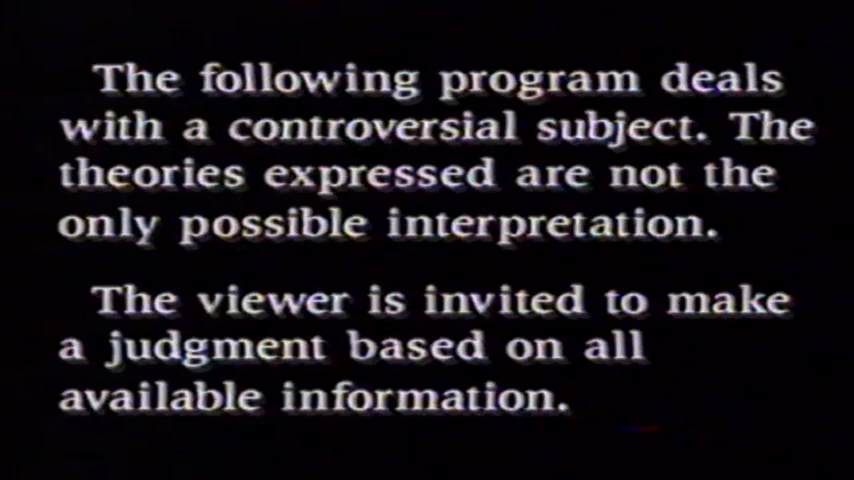 The following program deals
with a controversial subject. The
theories expressed are not the
only possible interpretation.
The viewer is invited to make
a judgment based on all
available information.